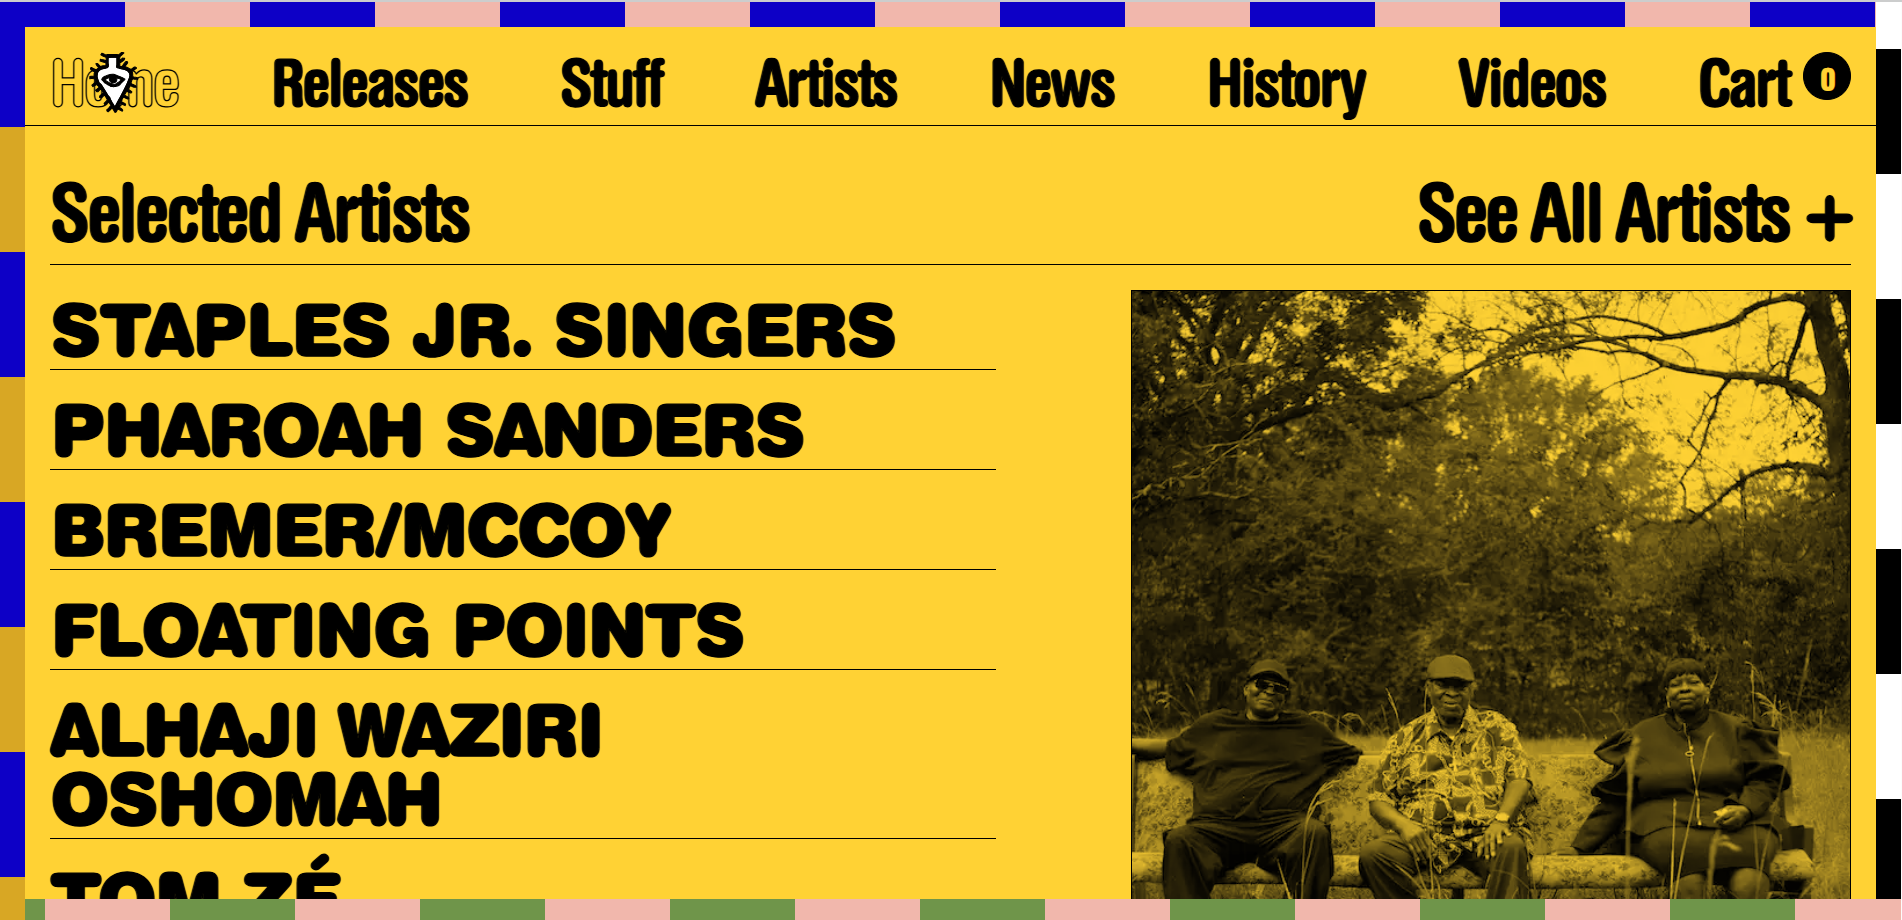 Home Releases Stuff Artists News History Videos Cart 0
Selected Artists See All Artists +
STAPLES JR. SINGERS
PHAROAH SANDERS
BREMER/MCCOY
FLOATING POINTS
ALHAJI WAZIRI
OSHOMAH
TOM ZÉ